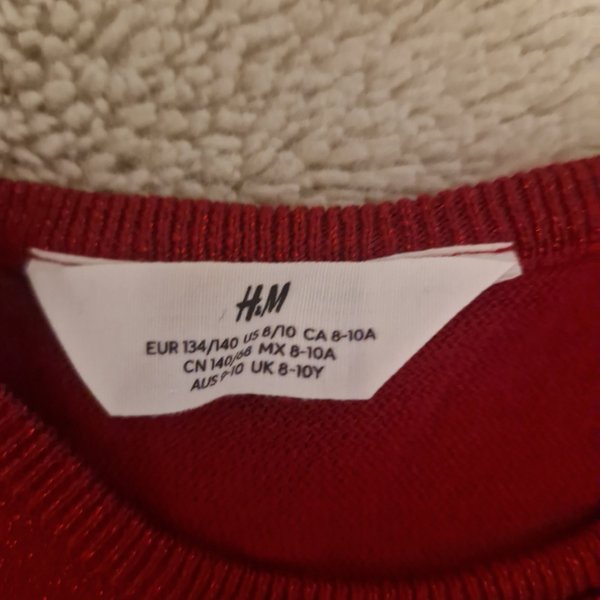 H&M
EUR 134/140 US 8/10 CA 8-10A
CN 140/68 MX 8-10A
AUS 9-10 UK 8-10Y